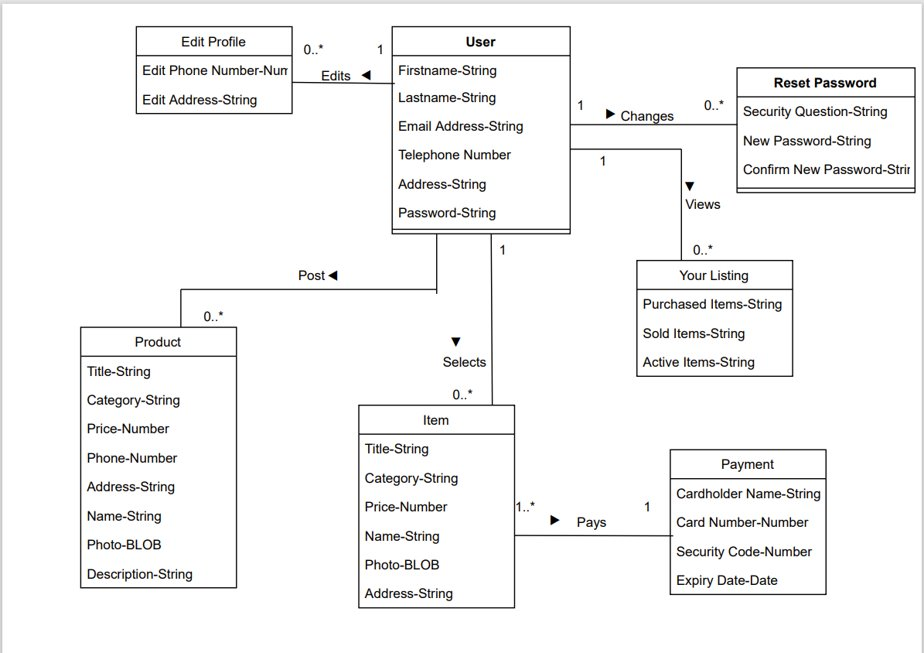 Edit Profile
Edit Phone Number-Num
Edit Address-String
0..*
1
Edits
User
Firstname-String
Lastname-String
Email Address-String
Telephone Number
Address-String
Password-String
1
0..*
Changes
Reset Password
Security Question-String
New Password-String
Confirm New Password-Strin
1
Views
0..*
Your Listing
Purchased Items-String
Sold Items-String
Active Items-String
Post
0..*
Product
Title-String
Category-String
Price-Number
Phone-Number
Address-String
Name-String
Photo-BLOB
Description-String
1
Selects
0..*
Item
Title-String
Category-String
Price-Number
Name-String
Photo-BLOB
Address-String
1..*
Pays
1
Payment
Cardholder Name-String
Card Number-Number
Security Code-Number
Expiry Date-Date